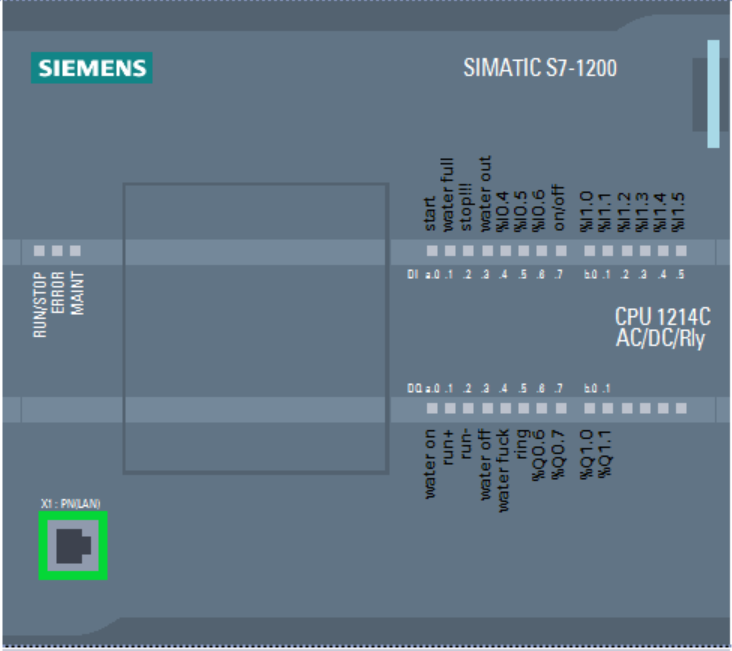 SIEMENS
SIMATIC S7-1200
start
water full
stop!!!
water out
%I0.4
%I0.5
%I0.6
on/off
%I1.0
%I1.1
%I1.2
%I1.3
%I1.4
%I1.5
DI a.0 .1 .2 .3 .4 .5 .6 .7 b.0 .1 .2 .3 .4 .5
RUN/STOP
ERROR
MAINT
CPU 1214C
AC/DC/Rly
DQ a.0 .1 .2 .3 .4 .5 .6 .7 b.0 .1
water on
run+
run-
water off
water fuck
ring
%Q0.6
%Q0.7
%Q1.0
%Q1.1
X1 : PN(LAN)